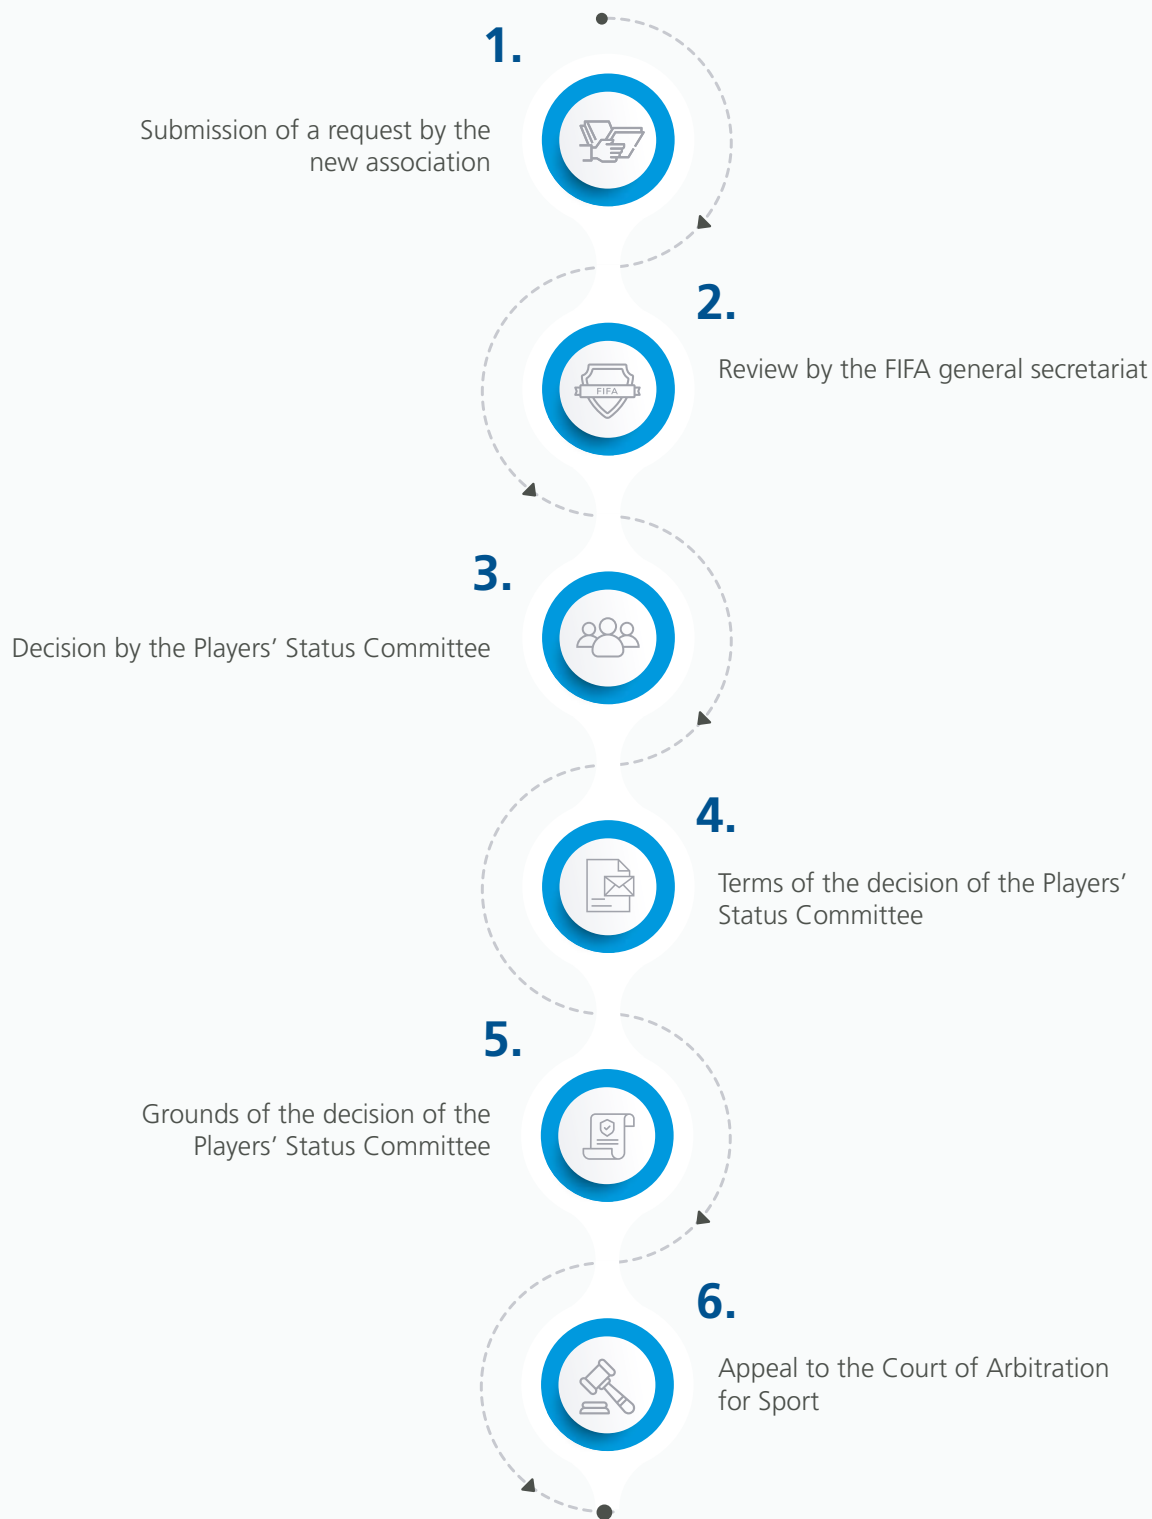 1.
Submission of a request by the
new association
2.
Review by the FIFA general secretariat
FIFA
3.
Decision by the Players’ Status Committee
4.
Terms of the decision of the Players’
Status Committee
5.
Grounds of the decision of the
Players’ Status Committee
6.
Appeal to the Court of Arbitration
for Sport